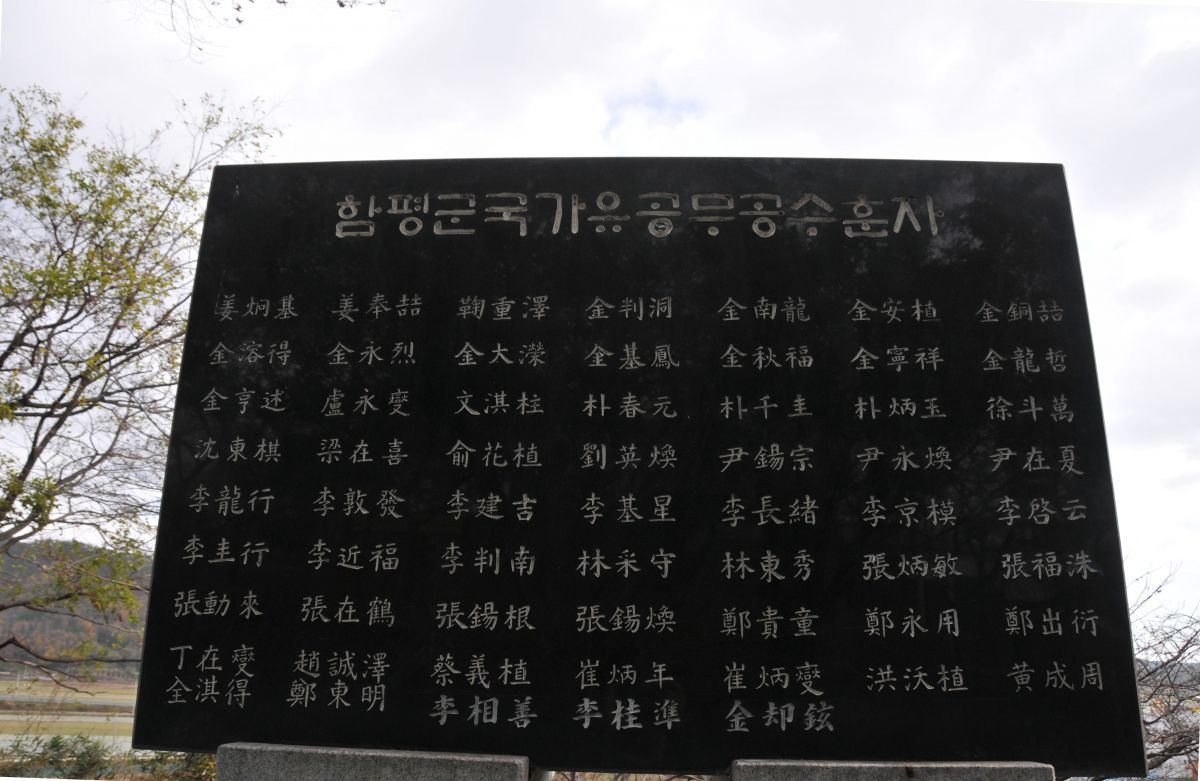 함평군국가유공무공수훈자
姜炯基 姜奉喆 鞠重澤 金判洞 金南龍 金安植 金銅喆
金溶得 金永烈 金大濚 金基鳳 金秋福 金寧祥 金龍哲
金亨述 盧永燮 文淇柱 朴春元 朴千圭 朴炳玉 徐斗萬
沈東棋 梁在喜 俞花植 劉英煥 尹錫宗 尹永煥 尹在夏
李龍行 李敦發 李建吉 李基星 李長緖 李京模 李啓云
李圭行 李近福 李判南 林采守 林東秀 張炳敏 張福洙
張動來 張在鶴 張錫根 張錫煥 鄭貴童 鄭永用 鄭出衍
丁在燮 趙誠澤 蔡義植 崔炳年 崔炳燮 洪沃植 黃成周
全淇得 鄭東明 李相善 李桂準 金却鉉